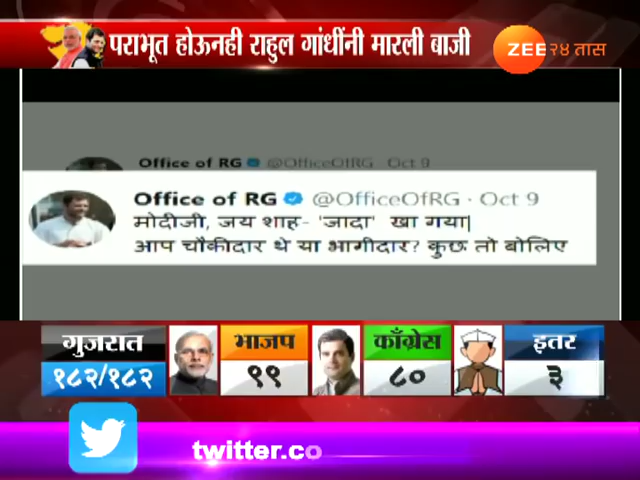 पराभूत होऊनही राहुल गांधींनी मारली बाजी
ZEE २४ तास
Office of RG @OfficeOfRG Oct 9
Office of RG @OfficeOfRG · Oct 9
मोदीजी, जय शाह- 'जादा' खा गया|
आप चौकीदार थे या भागीदार? कुछ तो बोलिए
गुजरात भाजप काँग्रेस इतर
१८२/१८२ ९९ ८० ३
twitter.co